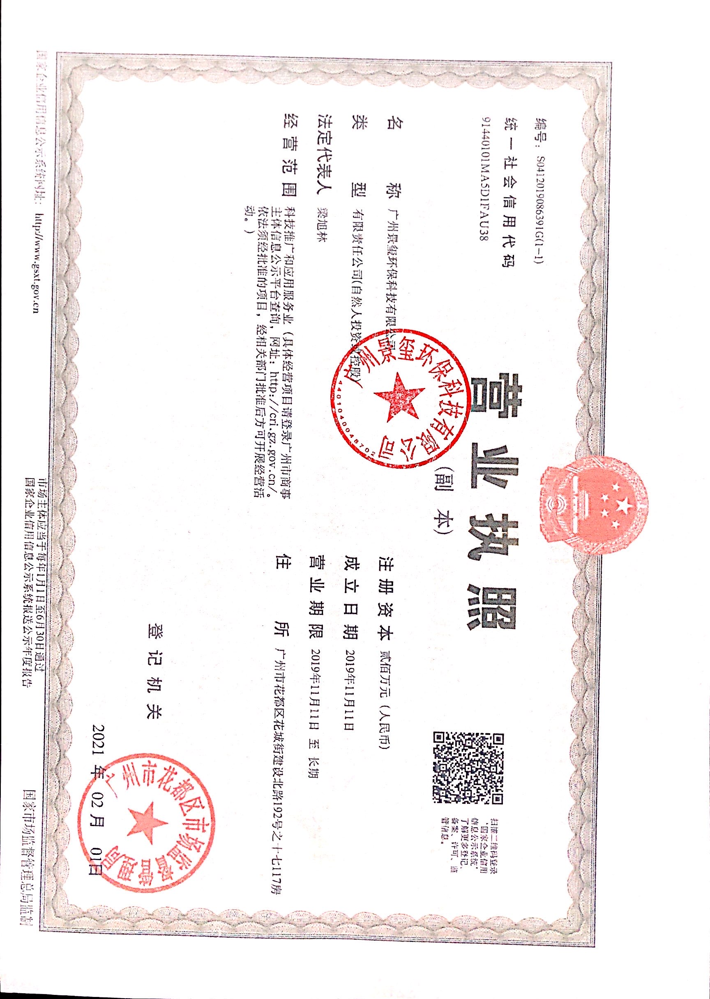 编号：S0412019086391G(1-1)
统一社会信用代码
91440101MA5D1FAU38
营业执照
（副 本）
扫描二维码登录
“国家企业信用
信息公示系统”
了解更多登记、
备案、许可、监
管信息。
名称 广州景玺环保科技有限公司
类型 有限责任公司(自然人投资或控股)
法定代表人 梁旭林
经营范围 科技推广和应用服务业（具体经营项目请登录广州市商事
主体信息公示平台查询，网址：http://cri.gz.gov.cn/。
依法须经批准的项目，经相关部门批准后方可开展经营活
动。）
注册资本 贰佰万元（人民币）
成立日期 2019年11月11日
营业期限 2019年11月11日 至 长期
住所 广州市花都区花城街建设北路192号之十七117房
广州景玺环保科技有限公司
4401040048702
登记机关
广州市花都区市场监督管理局
2021年02月01日
国家企业信用信息公示系统网址：http://www.gsxt.gov.cn
市场主体应当于每年1月1日至6月30日通过
国家企业信用信息公示系统报送公示年度报告
国家市场监督管理总局监制